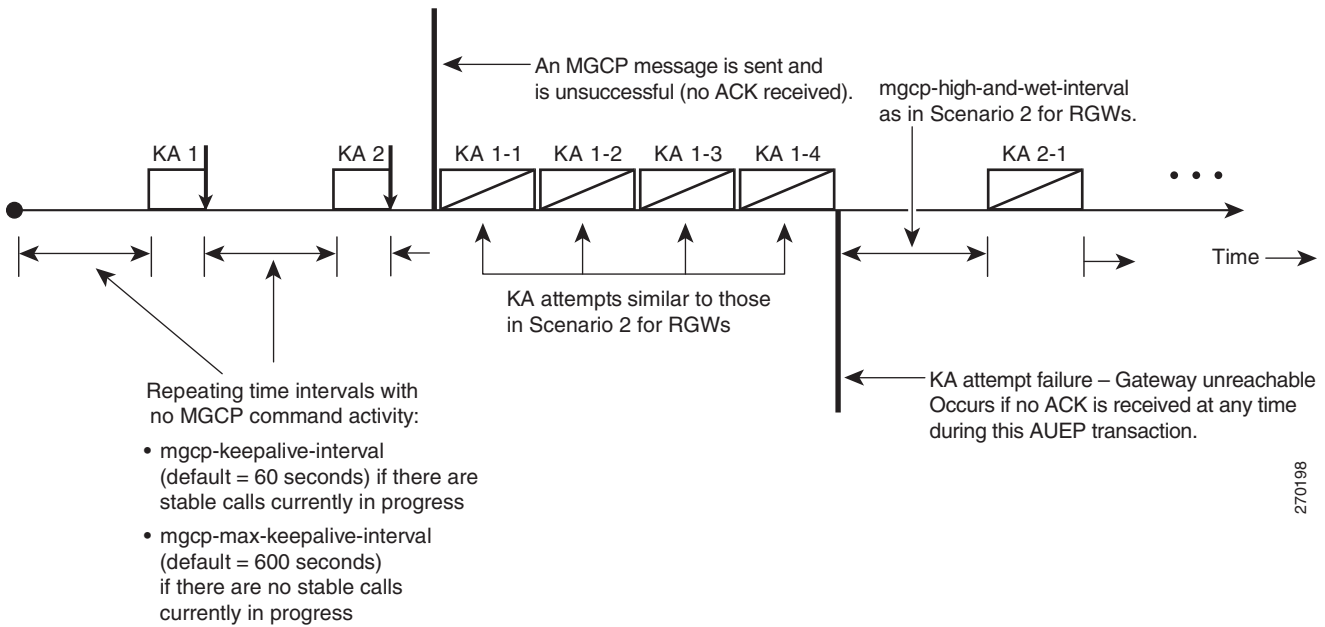 An MGCP message is sent and
is unsuccessful (no ACK received).
mgcp-high-and-wet-interval
as in Scenario 2 for RGWs.
KA 1
KA 2
KA 1-1
KA 1-2
KA 1-3
KA 1-4
KA 2-1
• • •
Time
KA attempts similar to those
in Scenario 2 for RGWs
Repeating time intervals with
no MGCP command activity:
• mgcp-keepalive-interval
(default = 60 seconds) if there are
stable calls currently in progress
• mgcp-max-keepalive-interval
(default = 600 seconds)
if there are no stable calls
currently in progress
KA attempt failure – Gateway unreachable
Occurs if no ACK is received at any time
during this AUEP transaction.
270198